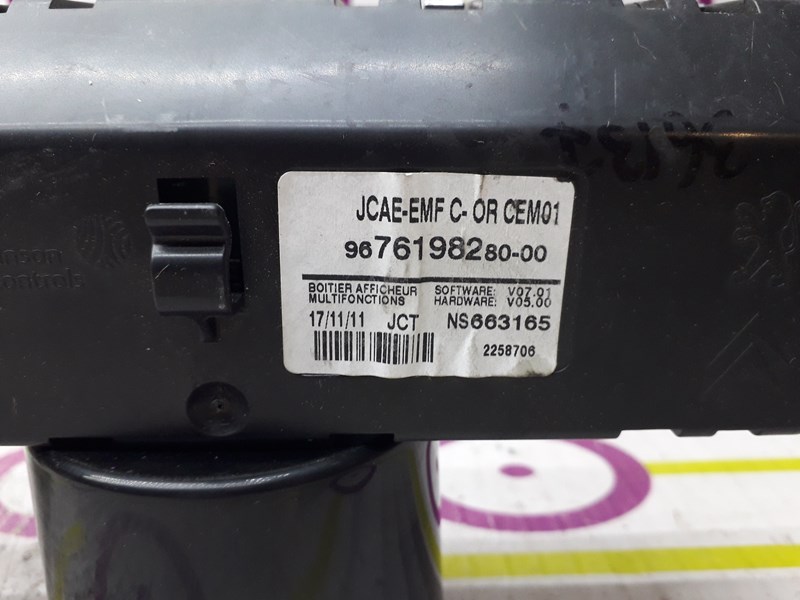 JCAE-EMF C- OR CEM01
9676198280-00
BOITIER AFFICHEUR
MULTIFONCTIONS
SOFTWARE: V07.01
HARDWARE: V05.00
17/11/11 JCT NS663165
2258706